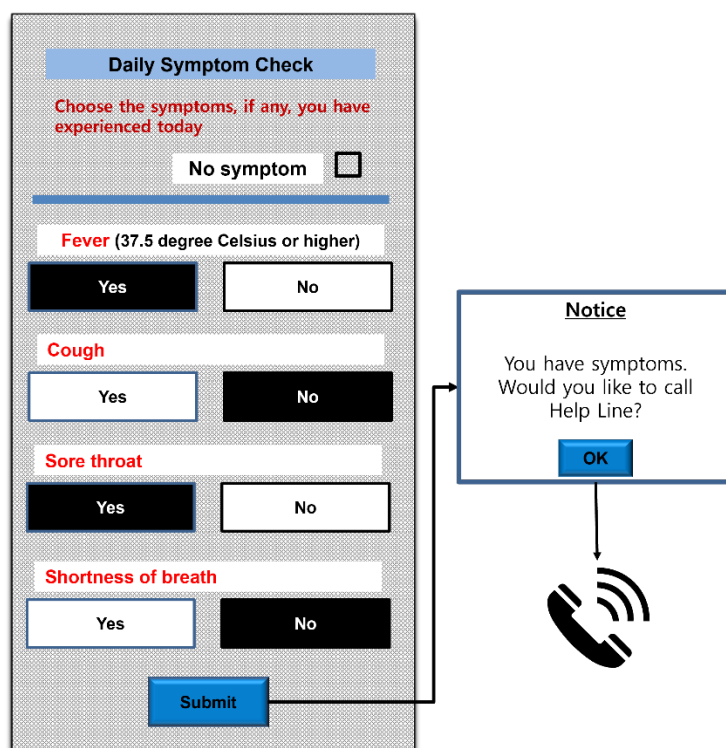 Daily Symptom Check
Choose the symptoms, if any, you have
experienced today
No symptom
Fever (37.5 degree Celsius or higher)
Yes No
Cough
Yes No
Sore throat
Yes No
Shortness of breath
Yes No
Submit
Notice
You have symptoms.
Would you like to call
Help Line?
OK